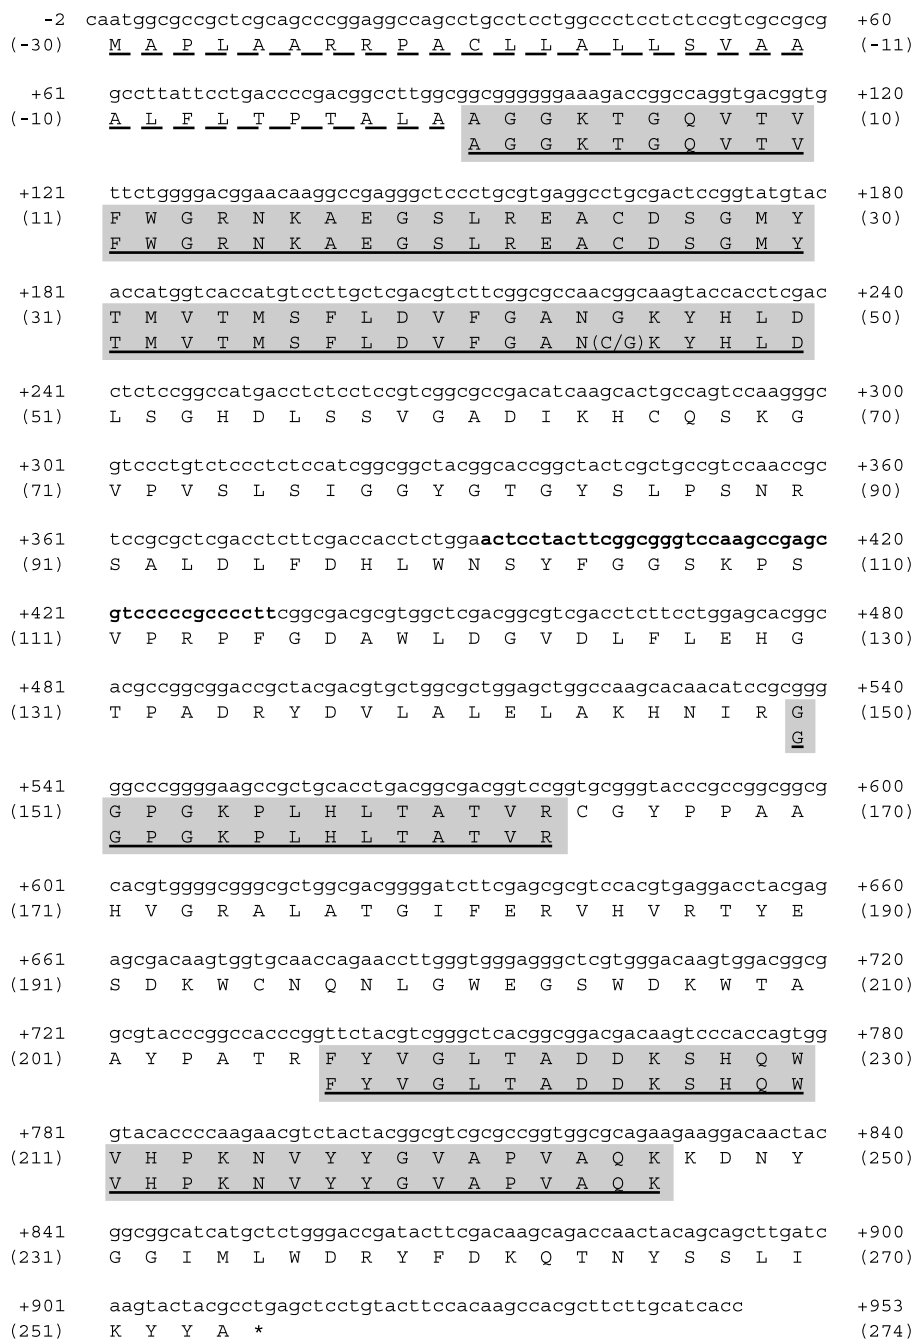 -2 caatggcgccgctcgcagcccggaggccagcctgcctcctggccctcctctccgtcgccgcg +60
(-30) M A P L A A R R P A C L L A L L S V A A (-11)
+61 gccttattcctgaccccgacggccttggcggcggggggaaagaccggccaggtgacggtg +120
(-10) A L F L T P T A L A A G G K T G Q V T V (10)
A G G K T G Q V T V
+121 ttctggggacggaacaaggccgagggctccctgcgtgaggcctgcgactccggtatgtac +180
(11) F W G R N K A E G S L R E A C D S G M Y (30)
F W G R N K A E G S L R E A C D S G M Y
+181 accatggtcaccatgtccttgctcgacgtcttcggcgccaacggcaagtaccacctcgac +240
(31) T M V T M S F L D V F G A N G K Y H L D (50)
T M V T M S F L D V F G A N(C/G)K Y H L D
+241 ctctccggccatgacctctcctccgtcggcgccgacatcaagcactgccagtccaagggc +300
(51) L S G H D L S S V G A D I K H C Q S K G (70)
+301 gtccctgtctccctctccatcggcggctacggcaccggctactcgctgccgtccaaccgc +360
(71) V P V S L S I G G Y G T G Y S L P S N R (90)
+361 tccgcgctcgacctcttcgaccacctctggaactcctacttcggcgggtccaagccgagc +420
(91) S A L D L F D H L W N S Y F G G S K P S (110)
+421 gtcccccgccccttcggcgacgcgtggctcgacggcgtcgacctcttcctggagcacggc +480
(111) V P R P F G D A W L D G V D L F L E H G (130)
+481 acgccggcggaccgctacgacgtgctggcgctggagctggccaagcacaacatccgcggg +540
(131) T P A D R Y D V L A L E L A K H N I R G (150)
G
+541 ggcccggggaagccgctgcacctgacggcgacggtccggtgcgggtacccgccggcggcg +600
(151) G P G K P L H L T A T V R C G Y P P A A (170)
G P G K P L H L T A T V R
+601 cacgtggggcgggcgctggcgacggggatcttcgagcgcgtccacgtgaggacctacgag +660
(171) H V G R A L A T G I F E R V H V R T Y E (190)
+661 agcgacaagtggtgcaaccagaaccttgggtgggagggctcgtgggacaagtggacggcg +720
(191) S D K W C N Q N L G W E G S W D K W T A (210)
+721 gcgtacccggccacccggttctacgtcgggctcacggcggacgacaagtcccaccagtgg +780
(201) A Y P A T R F Y V G L T A D D K S H Q W (230)
F Y V G L T A D D K S H Q W
+781 gtacaccccaagaacgtctactacggcgtcgcgccggtggcgcagaagaaggacaactac +840
(211) V H P K N V Y Y G V A P V A Q K K D N Y (250)
V H P K N V Y Y G V A P V A Q K
+841 ggcggcatcatgctctgggaccgatacttcgacaagcagaccaactacagcagcttgatc +900
(231) G G I M L W D R Y F D K Q T N Y S S L I (270)
+901 aagtactacgcctgagctcctgtacttccacaagccacgcttcttgcatcacc +953
(251) K Y Y A * (274)